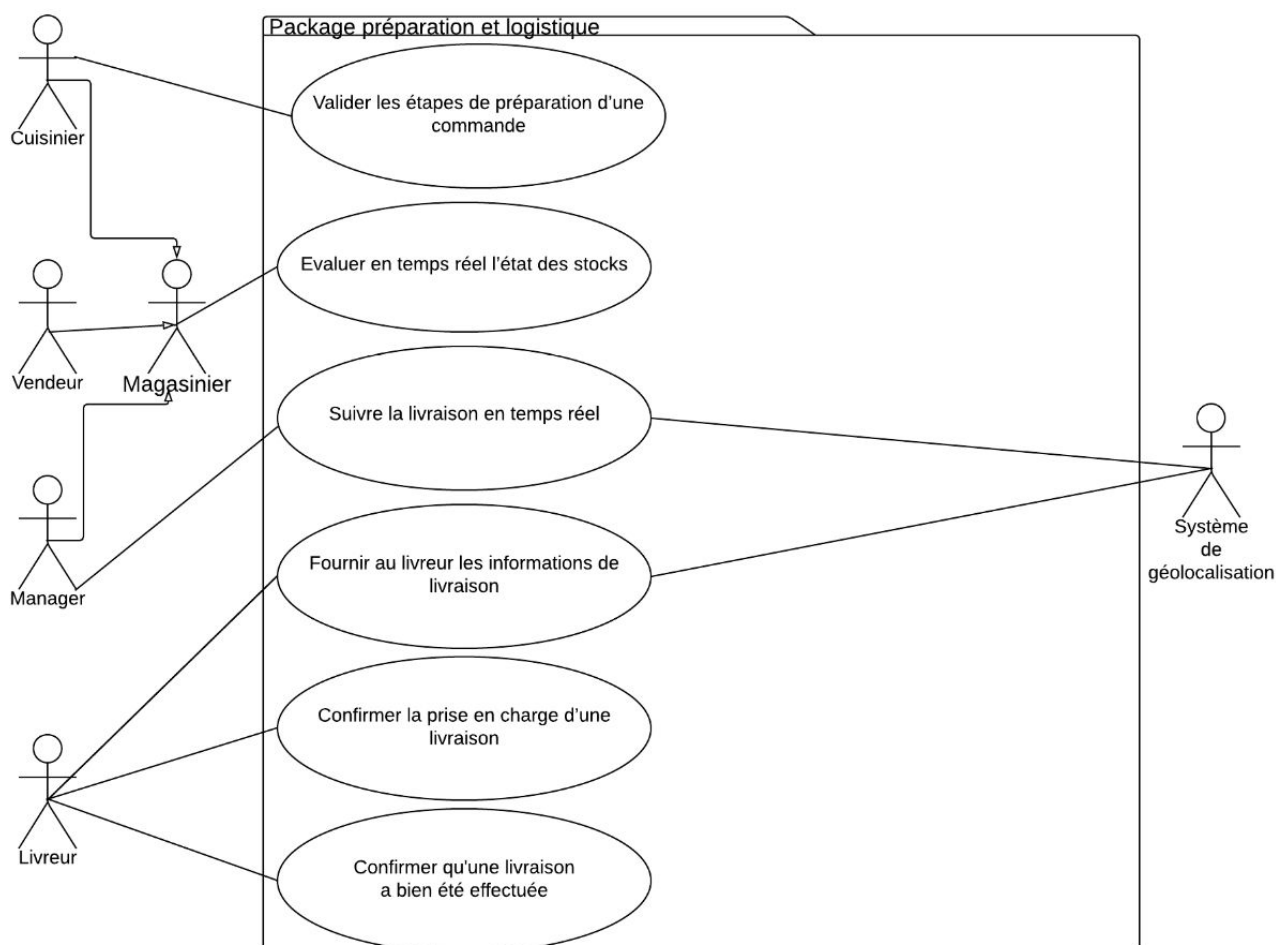 Package préparation et logistique
Valider les étapes de préparation d'une
commande
Cuisinier
Evaluer en temps réel l'état des stocks
Vendeur
Magasinier
Suivre la livraison en temps réel
Système
de
géolocalisation
Fournir au livreur les informations de
livraison
Manager
Confirmer la prise en charge d'une
livraison
Livreur
Confirmer qu'une livraison
a bien été effectuée